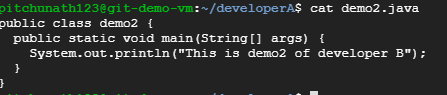 pitchunath123@git-demo-vm:~/developerA$ cat demo2.java
public class demo2 {
  public static void main(String[] args) {
    System.out.println("This is demo2 of developer B");
  }
}